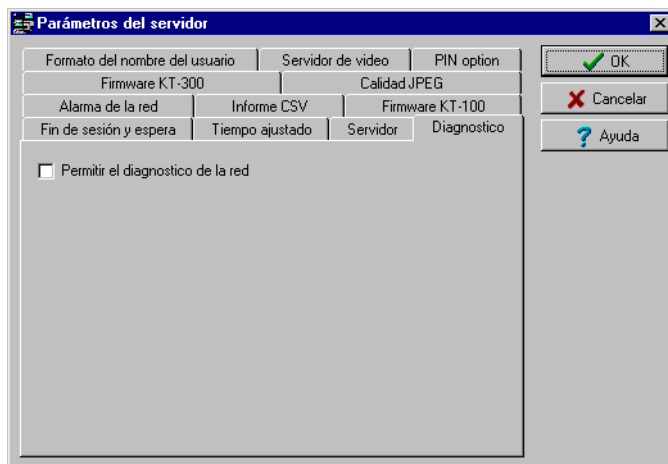 Parámetros del servidor
Formato del nombre del usuario Servidor de video PIN option
Firmware KT-300 Calidad JPEG
Alarma de la red Informe CSV Firmware KT-100
Fin de sesión y espera Tiempo ajustado Servidor Diagnostico
Permitir el diagnostico de la red
OK
Cancelar
Ayuda